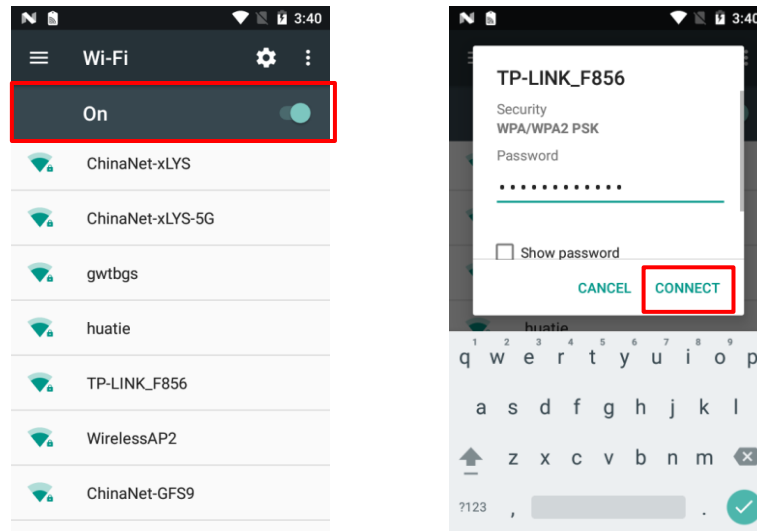 3:40
Wi-Fi
On
ChinaNet-xLYS
ChinaNet-xLYS-5G
gwtbgs
huatie
TP-LINK_F856
WirelessAP2
ChinaNet-GFS9
3:40
TP-LINK_F856
Security
WPA/WPA2 PSK
Password
••••••••••••
Show password
CANCEL CONNECT
huatie
1 2 3 4 5 6 7 8 9
q w e r t y u i o p
a s d f g h j k l
z x c v b n m
?123 , .